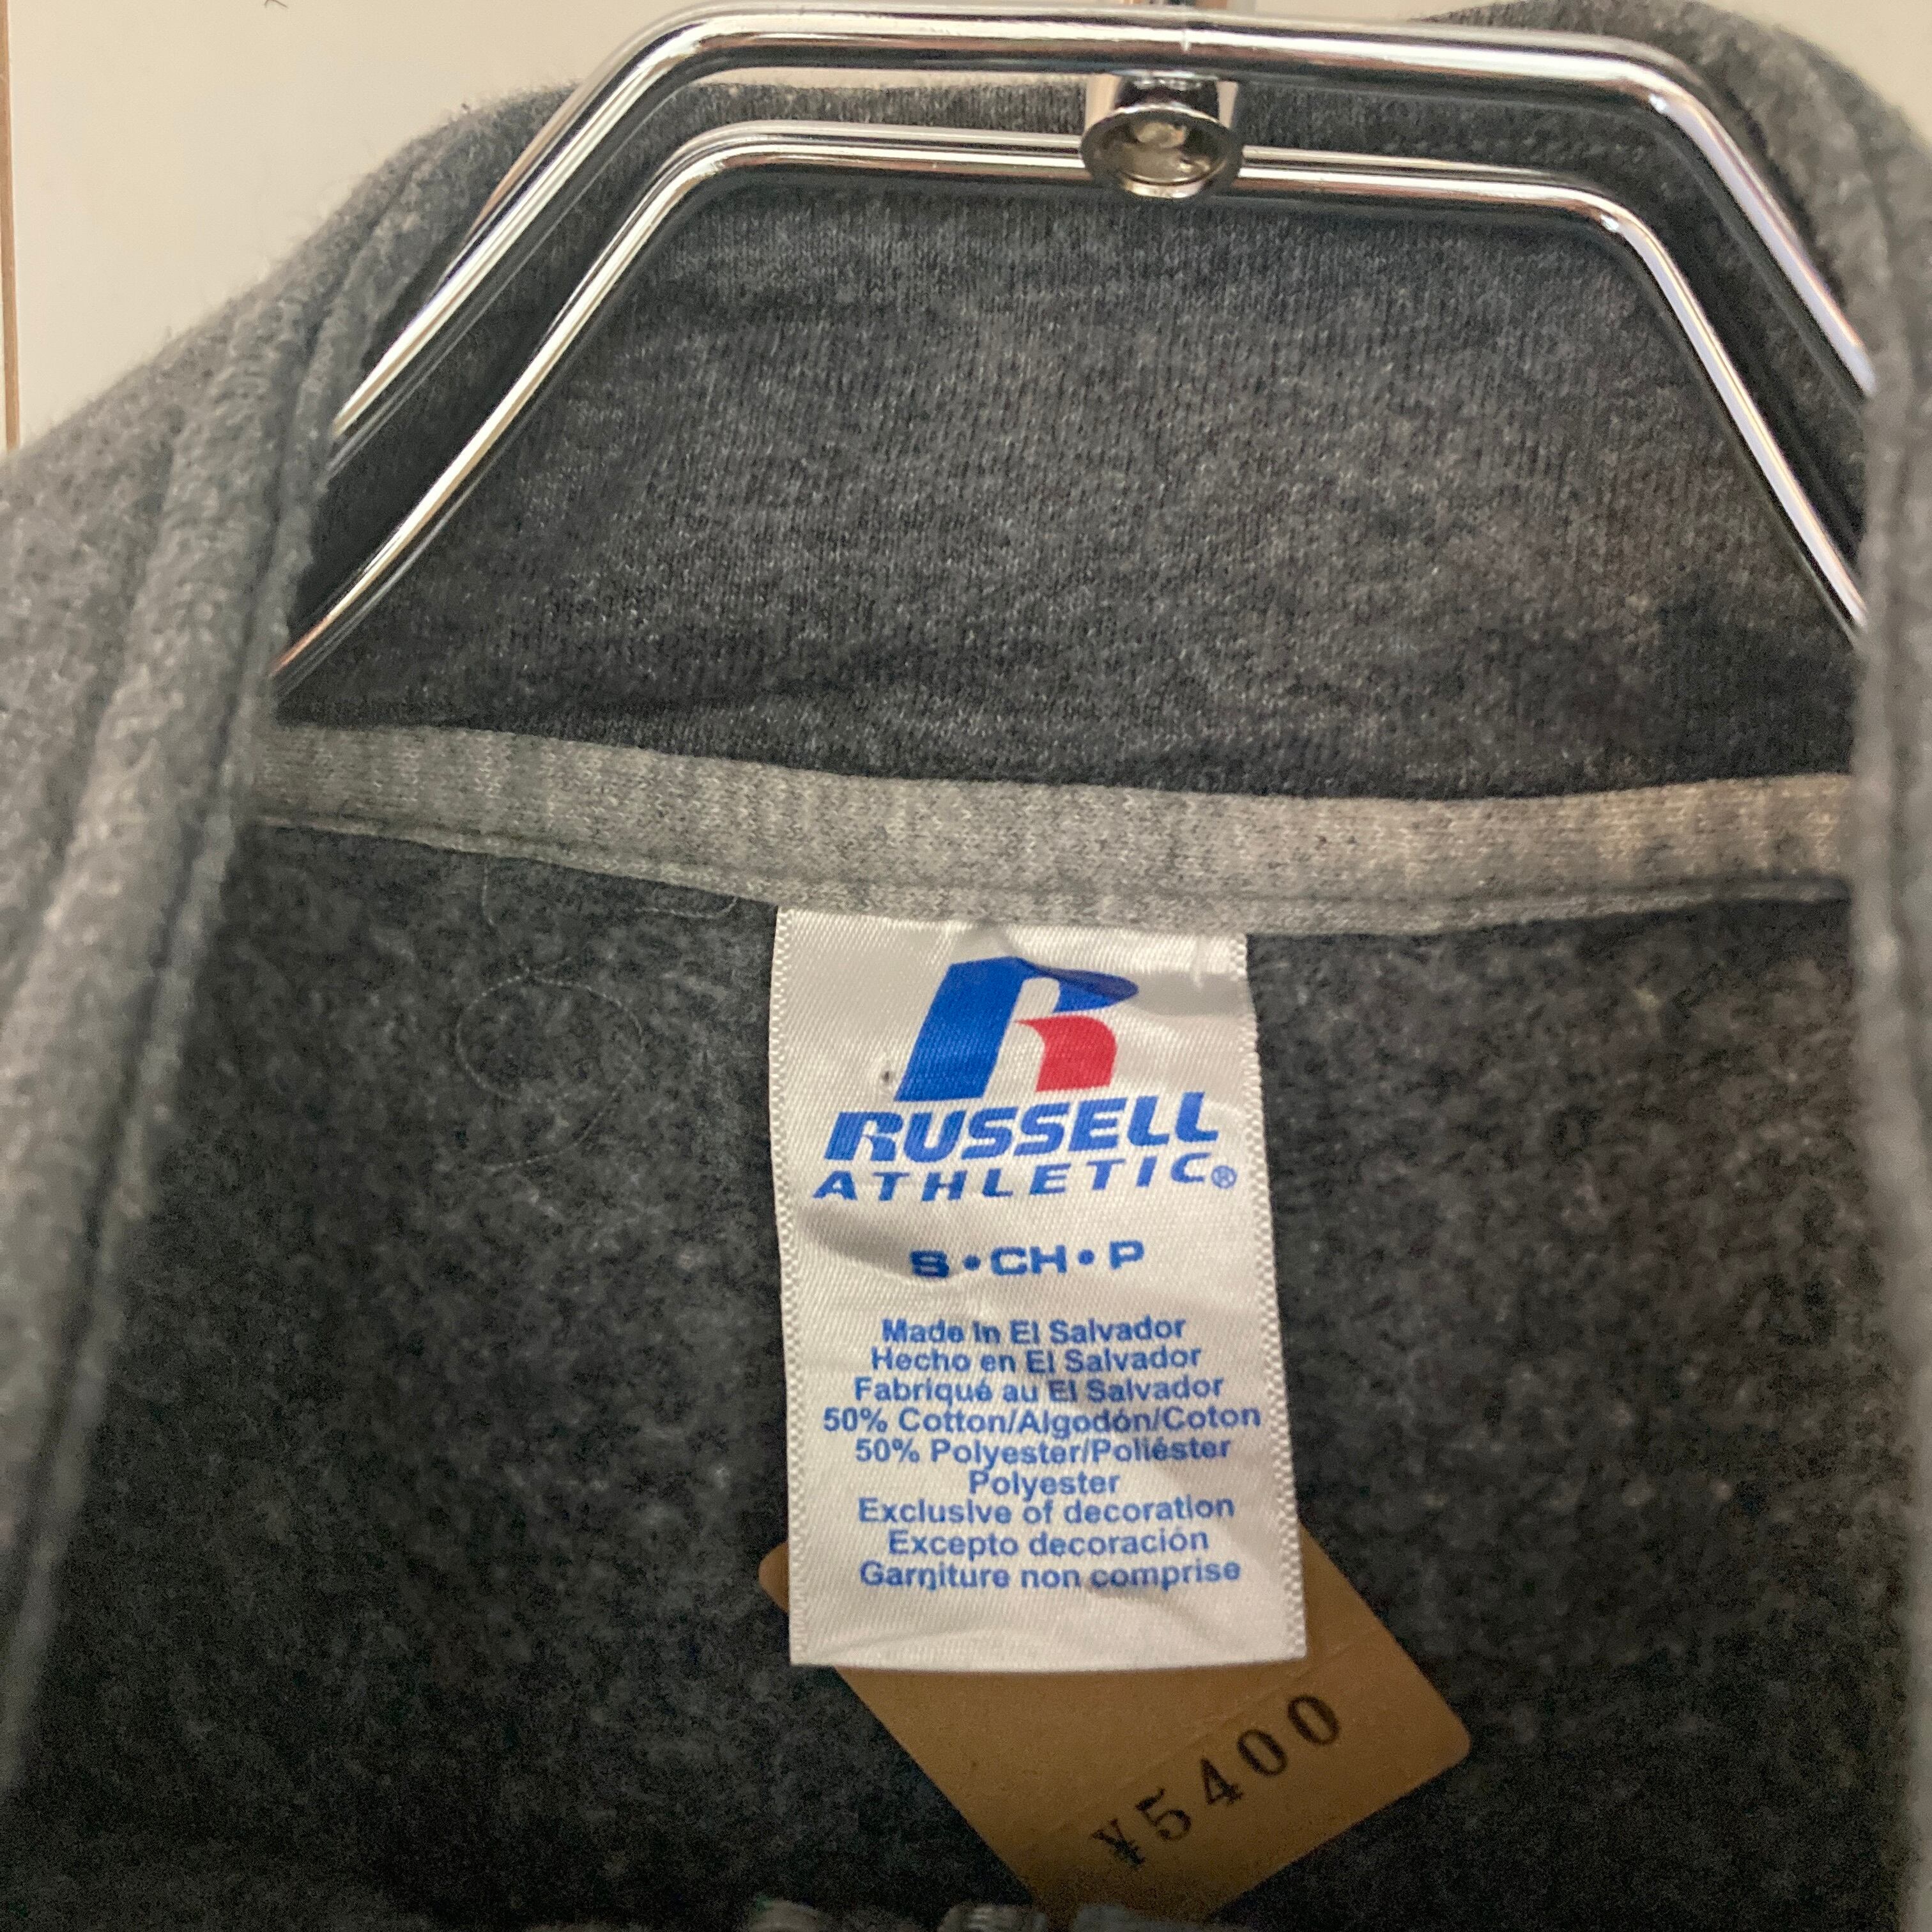 R
RUSSELL
ATHLETIC®
S•CH•P
Made in El Salvador
Hecho en El Salvador
Fabriqué au El Salvador
50% Cotton/Algodón/Coton
50% Polyester/Poliéster
Polyester
Exclusive of decoration
Excepto decoración
Garniture non comprise
¥5400